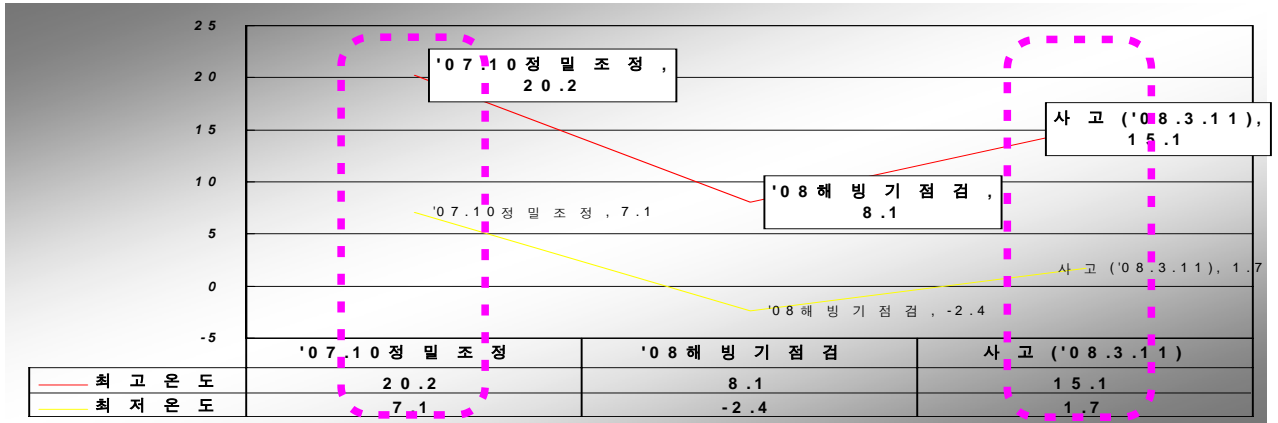 25
20
15
10
5
0
-5
'07.10정밀조정,
20.2
'08해빙기점검,
8.1
사고('08.3.11),
15.1
'07.10정밀조정, 7.1
'08해빙기점검, -2.4
사고('08.3.11), 1.7
'07.10정밀조정 '08해빙기점검 사고('08.3.11)
최고온도 20.2 8.1 15.1
최저온도 7.1 -2.4 1.7